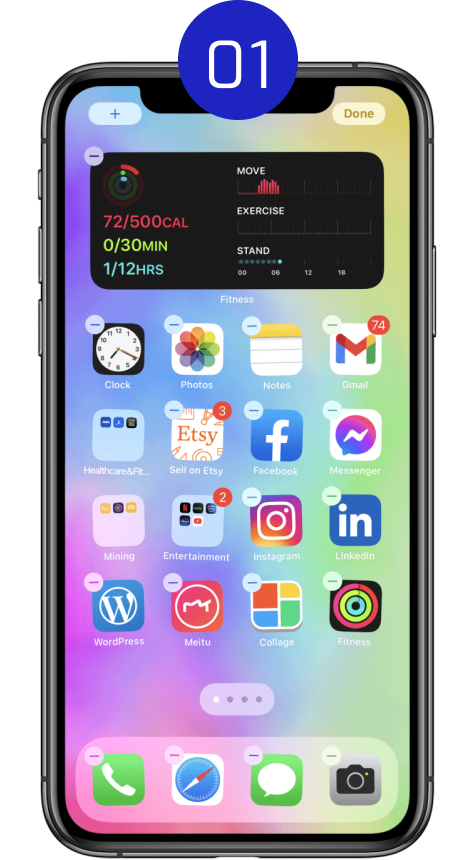 01
+
Done
MOVE
72/500CAL
EXERCISE
0/30MIN
STAND
1/12HRS
00 06 12 18
Fitness
74
Clock Photos Notes Gmail
3
Etsy
Healthcare&Fit... Sell on Etsy Facebook Messenger
2
in
Mining Entertainment Instagram LinkedIn
WordPress Meitu Collage Fitness